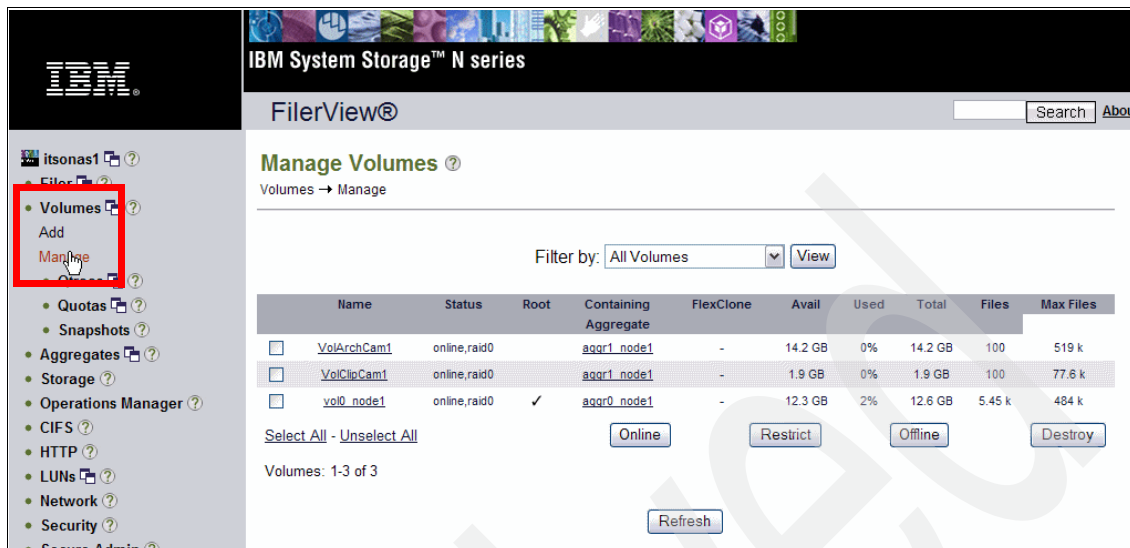 IBM®
IBM System Storage™ N series
FilerView®
Search
itsonas1
Filer
Volumes
Add
Manage
Qtrees
Quotas
Snapshots
Aggregates
Storage
Operations Manager
CIFS
HTTP
LUNs
Network
Security
Secure Admin
Manage Volumes
Volumes → Manage
Filter by: All Volumes View
Name Status Root Containing Aggregate FlexClone Avail Used Total Files Max Files
VolArchCam1 online,raid0 aggr1_node1 - 14.2 GB 0% 14.2 GB 100 519 k
VolClipCam1 online,raid0 aggr1_node1 - 1.9 GB 0% 1.9 GB 100 77.6 k
vol0_node1 online,raid0 ✓ aggr0_node1 - 12.3 GB 2% 12.6 GB 5.45 k 484 k
Select All - Unselect All Online Restrict Offline Destroy
Volumes: 1-3 of 3
Refresh